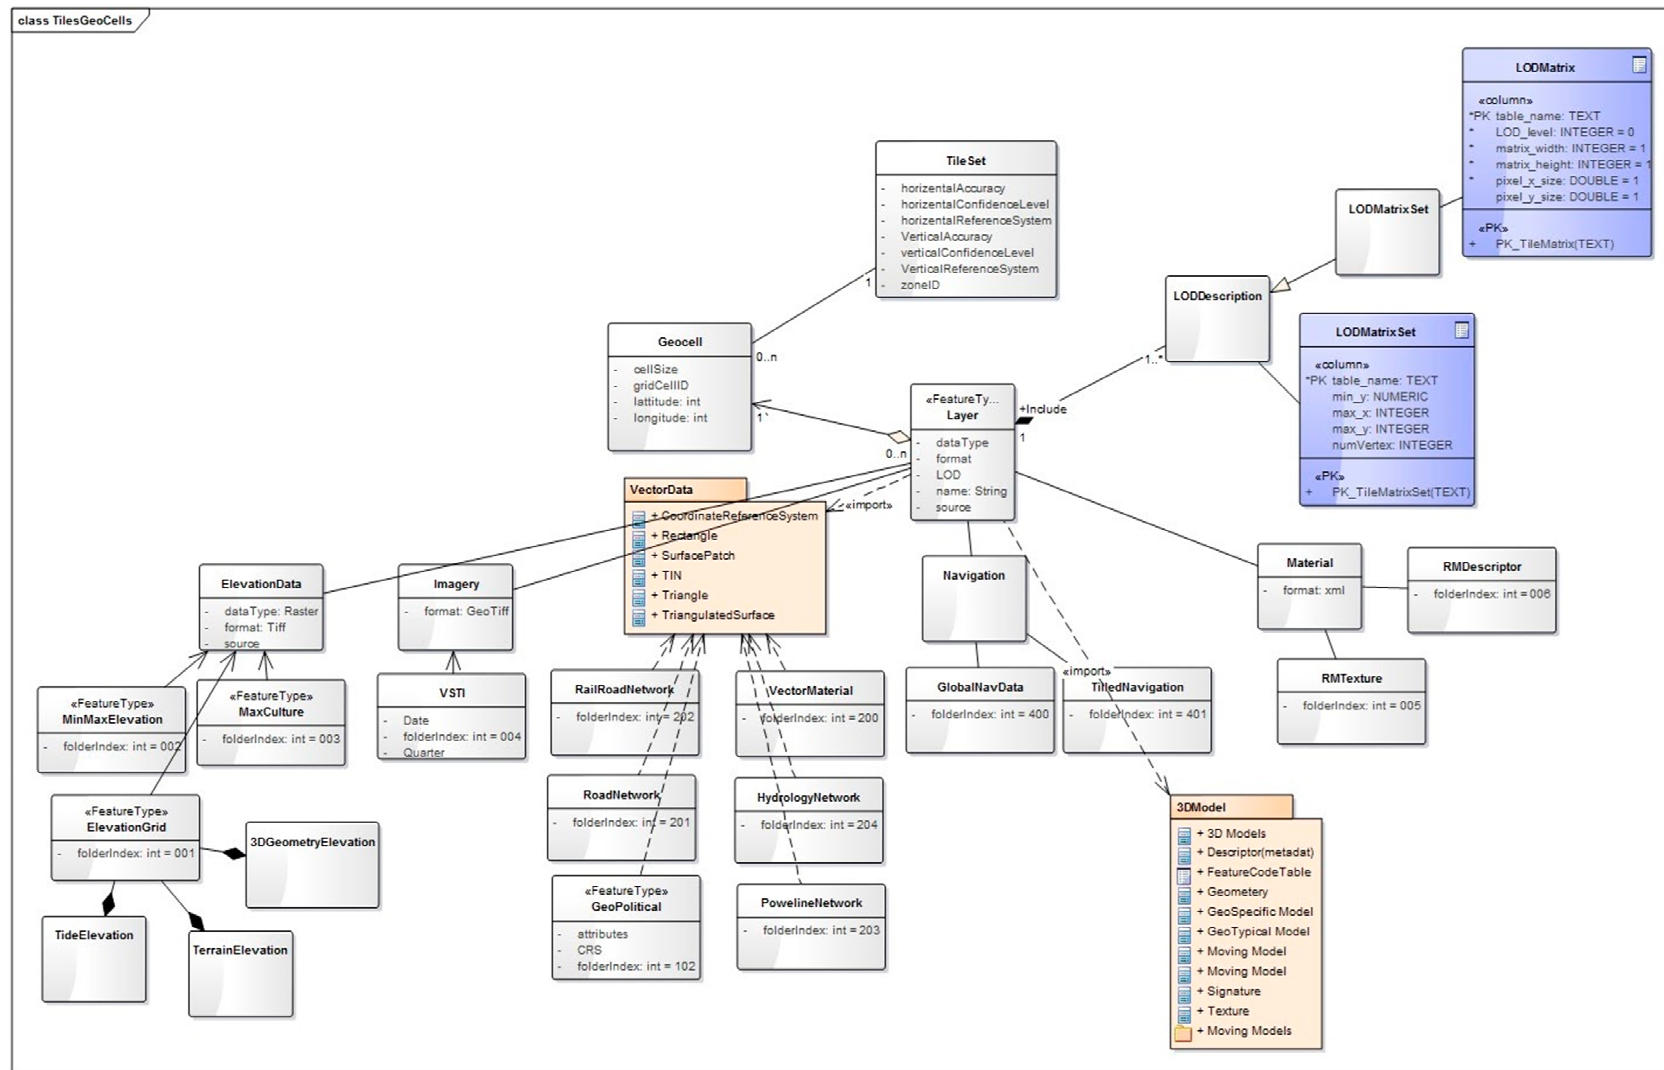 class TilesGeoCells
LODMatrix
«column»
*PK table_name: TEXT
* LOD_level: INTEGER = 0
* matrix_width: INTEGER = 1
* matrix_height: INTEGER = 1
* pixel_x_size: DOUBLE = 1
pixel_y_size: DOUBLE = 1
«PK»
+ PK_TileMatrix(TEXT)
TileSet
- horizentalAccuracy
- horizentalConfidenceLevel
- horizentalReferenceSystem
- VerticalAccuracy
- verticalConfidenceLevel
- VerticalReferenceSystem
- zoneID
1
0..n
LODMatrixSet
LODDescription
1..*
LODMatrixSet
«column»
*PK table_name: TEXT
min_y: NUMERIC
max_x: INTEGER
max_y: INTEGER
numVertex: INTEGER
«PK»
+ PK_TileMatrixSet(TEXT)
Geocell
- cellSize
- gridCellID
- lattitude: int
- longitude: int
1`
0..n
«FeatureTy...
Layer
- dataType
- format
- LOD
- name: String
- source
+Include
1
«import»
VectorData
+ CoordinateReferenceSystem
+ Rectangle
+ SurfacePatch
+ TIN
+ Triangle
+ TriangulatedSurface
ElevationData
- dataType: Raster
- format: Tiff
- source
Imagery
- format: GeoTiff
Navigation
Material
- format: xml
RMDescriptor
- folderIndex: int = 006
«FeatureType»
MinMaxElevation
- folderIndex: int = 002
«FeatureType»
MaxCulture
- folderIndex: int = 003
VSTI
- Date
- folderIndex: int = 004
- Quarter
RailRoadNetwork
- folderIndex: int = 202
VectorMaterial
- folderIndex: int = 200
GlobalNavData
- folderIndex: int = 400
«import»
TilledNavigation
- folderIndex: int = 401
RMTexture
- folderIndex: int = 005
«FeatureType»
ElevationGrid
- folderIndex: int = 001
3DGeometryElevation
RoadNetwork
- folderIndex: int = 201
HydrologyNetwork
- folderIndex: int = 204
TideElevation
TerrainElevation
«FeatureType»
GeoPolitical
- attributes
- CRS
- folderIndex: int = 102
PowelineNetwork
- folderIndex: int = 203
3DModel
+ 3D Models
+ Descriptor(metadat)
+ FeatureCodeTable
+ Geometery
+ GeoSpecific Model
+ GeoTypical Model
+ Moving Model
+ Moving Model
+ Signature
+ Texture
+ Moving Models